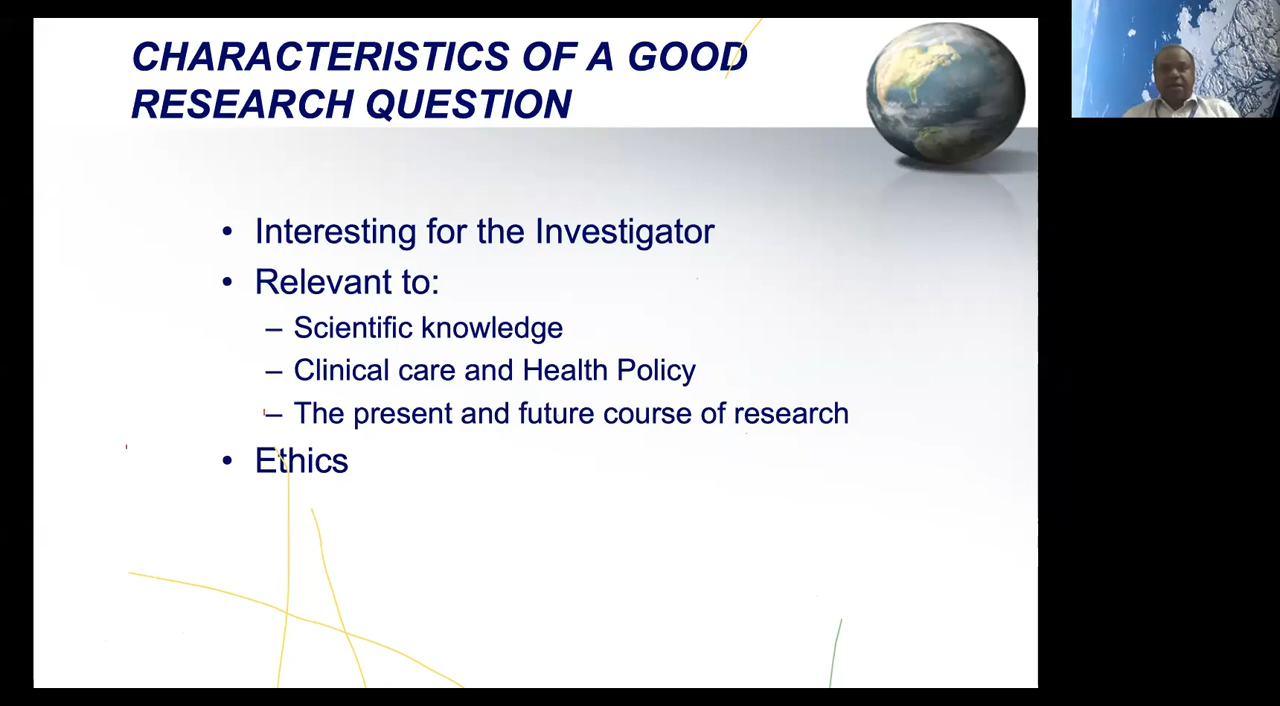 CHARACTERISTICS OF A GOOD
RESEARCH QUESTION
• Interesting for the Investigator
• Relevant to:
– Scientific knowledge
– Clinical care and Health Policy
– The present and future course of research
• Ethics